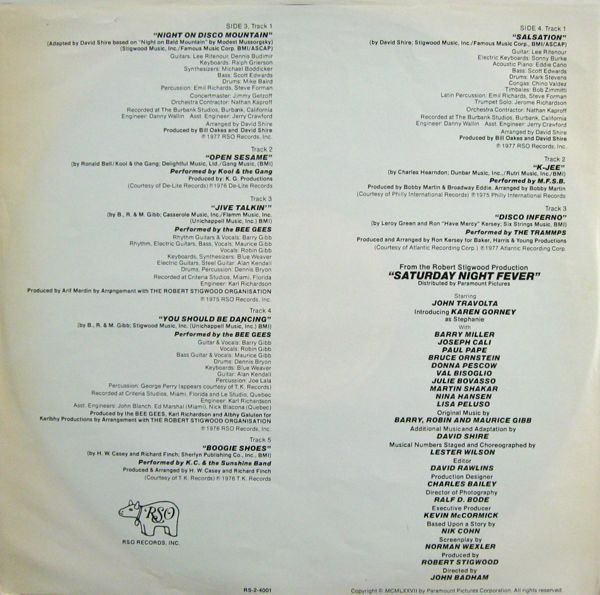 SIDE 3, Track 1
"NIGHT ON DISCO MOUNTAIN"
(Adapted by David Shire based on "Night on Bald Mountain" by Modest Mussorgsky)
(Stigwood Music, Inc./Famous Music Corp. BMI/ASCAP)
Guitars: Lee Ritenour, Dennis Budimir
Keyboards: Ralph Grierson
Synthesizers: Michael Boddicker
Bass: Scott Edwards
Drums: Mike Baird
Percussion: Emil Richards, Steve Forman
Concertmaster: Jimmy Getzoff
Orchestra Contractor: Nathan Kaproff
Recorded at The Burbank Studios, Burbank, California
Engineer: Danny Wallin Asst. Engineer: Jerry Crawford
Arranged by David Shire
Produced by Bill Oakes and David Shire
℗ 1977 RSO Records, Inc.
Track 2
"OPEN SESAME"
(by Ronald Bell/Kool & the Gang; Delightful Music, Ltd./Gang Music, (BMI)
Performed by Kool & the Gang
Produced by: K. G. Productions
(Courtesy of De-Lite Records) ℗ 1976 De-Lite Records
Track 3
"JIVE TALKIN'"
(by B., R. & M. Gibb; Casserole Music, Inc./Flamm Music, Inc.
(Unichappell Music, Inc.) BMI)
Performed by the BEE GEES
Rhythm Guitars & Vocals: Barry Gibb
Rhythm, Electric Guitars, Bass, Vocals: Maurice Gibb
Vocals: Robin Gibb
Keyboards, Synthesizers: Blue Weaver
Electric Guitars, Steel Guitar: Alan Kendall
Drums, Percussion: Dennis Bryon
Recorded at Criteria Studios, Miami, Florida
Engineer: Karl Richardson
Produced by Arif Mardin by Arrangement with THE ROBERT STIGWOOD ORGANISATION
℗ 1975 RSO Records, Inc.
Track 4
"YOU SHOULD BE DANCING"
(by B., R. & M. Gibb; Stigwood Music, Inc. (Unichappell Music, Inc.) BMI)
Performed by the BEE GEES
Guitar & Vocals: Barry Gibb
Vocals: Robin Gibb
Bass Guitar & Vocals: Maurice Gibb
Drums: Dennis Bryon
Keyboards: Blue Weaver
Guitar: Alan Kendall
Percussion: Joe Lala
Percussion: George Perry (appears courtesy of T.K. Records)
Recorded at Criteria Studios, Miami, Florida and Le Studio, Quebec
Engineer: Karl Richardson
Asst. Engineers: John Blanch, Ed Marshal (Miami), Nick Blacona (Quebec)
Produced by the BEE GEES, Karl Richardson and Albhy Galuten for
Karlbhy Productions by Arrangement with THE ROBERT STIGWOOD ORGANISATION
℗ 1976 RSO Records, Inc.
Track 5
"BOOGIE SHOES"
(by H. W. Casey and Richard Finch; Sherlyn Publishing Co., Inc., BMI)
Performed by K.C. & the Sunshine Band
Produced & Arranged by H. W. Casey and Richard Finch
(Courtesy of T.K. Records) ℗ 1976 T.K. Records
RSO
RSO RECORDS, INC.
RS-2-4001
SIDE 4, Track 1
"SALSATION"
(by David Shire; Stigwood Music, Inc./Famous Music Corp., BMI/ASCAP)
Guitar: Lee Ritenour
Electric Keyboards: Sonny Burke
Acoustic Piano: Eddie Cano
Bass: Scott Edwards
Drums: Mark Stevens
Congas: Chino Valdez
Timbales: Bob Zimmitti
Latin Percussion: Emil Richards, Steve Forman
Trumpet Solo: Jerome Richardson
Orchestra Contractor: Nathan Kaproff
Recorded at The Burbank Studios, Burbank, California
Engineer: Danny Wallin Asst. Engineer: Jerry Crawford
Arranged by David Shire
Produced by Bill Oakes and David Shire
℗ 1977 RSO Records, Inc.
Track 2
"K-JEE"
(by Charles Hearndon; Dunbar Music, Inc./Rutri Music, Inc./BMI)
Performed by M.F.S.B.
Produced by Bobby Martin & Broadway Eddie. Arranged by Bobby Martin
(Courtesy of Philly International Records) ℗ 1975 Philly International Records
Track 3
"DISCO INFERNO"
(by Leroy Green and Ron "Have Mercy" Kersey, Six Strings Music, BMI)
Performed by THE TRAMMPS
Produced and Arranged by Ron Kersey for Baker, Harris & Young Productions
(Courtesy of Atlantic Recording Corp.) ℗ 1977 Atlantic Recording Corp.
From the Robert Stigwood Production
"SATURDAY NIGHT FEVER"
Distributed by Paramount Pictures
Starring
JOHN TRAVOLTA
Introducing KAREN GORNEY
as Stephanie
With
BARRY MILLER
JOSEPH CALI
PAUL PAPE
BRUCE ORNSTEIN
DONNA PESCOW
VAL BISOGLIO
JULIE BOVASSO
MARTIN SHAKAR
NINA HANSEN
LISA PELUSO
Original Music by
BARRY, ROBIN AND MAURICE GIBB
Additional Music and Adaptation by
DAVID SHIRE
Musical Numbers Staged and Choreographed by
LESTER WILSON
Editor
DAVID RAWLINS
Production Designer
CHARLES BAILEY
Director of Photography
RALF D. BODE
Executive Producer
KEVIN McCORMICK
Based Upon a Story by
NIK COHN
Screenplay by
NORMAN WEXLER
Produced by
ROBERT STIGWOOD
Directed by
JOHN BADHAM
Copyright © MCMLXXVII by Paramount Pictures Corporation. All rights reserved.